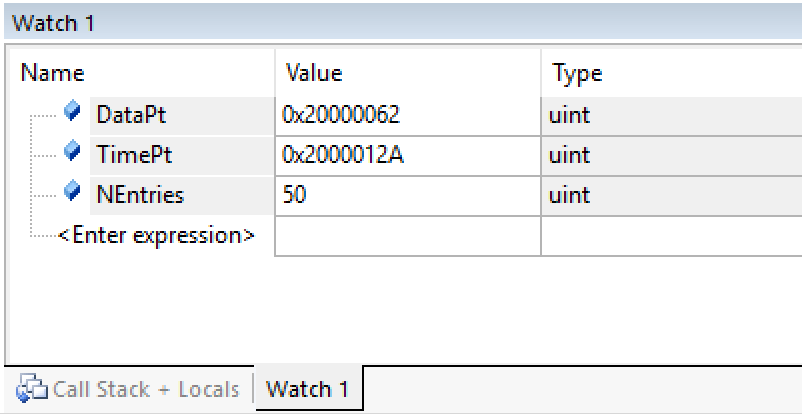 Watch 1
Name Value Type
DataPt 0x20000062 uint
TimePt 0x2000012A uint
NEntries 50 uint
<Enter expression>
Call Stack + Locals Watch 1